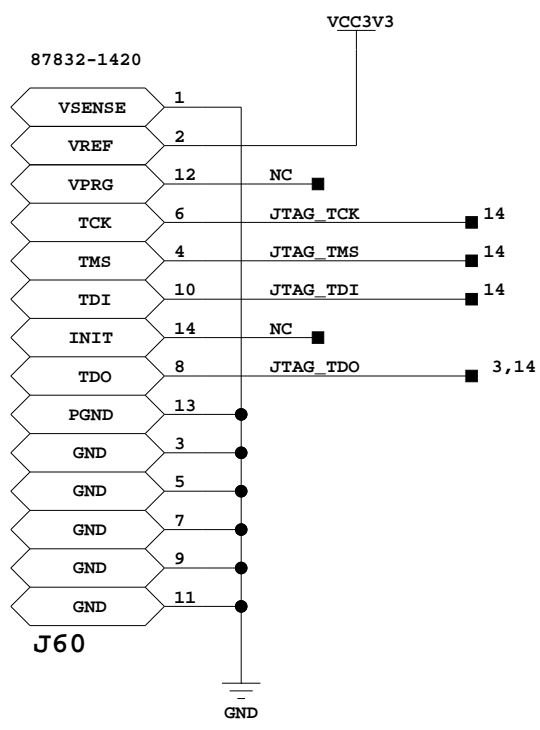 VCC3V3
87832-1420
VSENSE 1
VREF 2
VPRG 12 NC
TCK 6 JTAG_TCK 14
TMS 4 JTAG_TMS 14
TDI 10 JTAG_TDI 14
INIT 14 NC
TDO 8 JTAG_TDO 3,14
PGND 13
GND 3
GND 5
GND 7
GND 9
GND 11
J60
GND